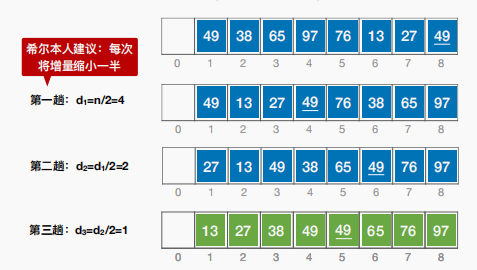 49 38 65 97 76 13 27 49
0 1 2 3 4 5 6 7 8
希尔本人建议：每次
将增量缩小一半
第一趟：d₁=n/2=4
49 13 27 49 76 38 65 97
0 1 2 3 4 5 6 7 8
第二趟：d₂=d₁/2=2
27 13 49 38 65 49 76 97
0 1 2 3 4 5 6 7 8
第三趟：d₃=d₂/2=1
13 27 38 49 49 65 76 97
0 1 2 3 4 5 6 7 8